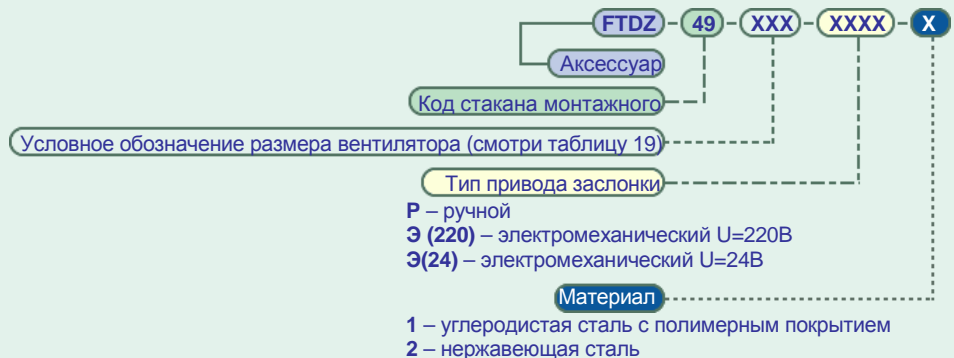 FTDZ - 49 - XXX - XXXX - X
Аксессуар
Код стакана монтажного
Условное обозначение размера вентилятора (смотри таблицу 19)
Тип привода заслонки
Р – ручной
Э (220) – электромеханический U=220В
Э(24) – электромеханический U=24В
Материал
1 – углеродистая сталь с полимерным покрытием
2 – нержавеющая сталь